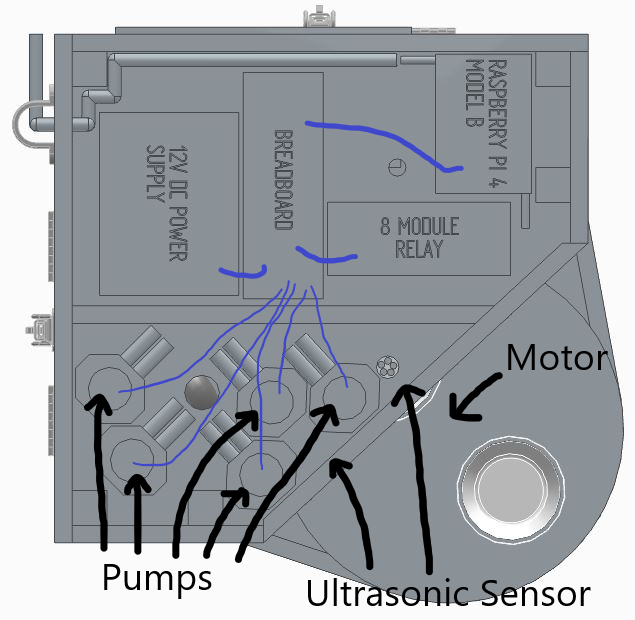 RASPBERRY PI 4
MODEL B
12V DC POWER
SUPPLY
BREADBOARD
8 MODULE
RELAY
Motor
Pumps
Ultrasonic Sensor